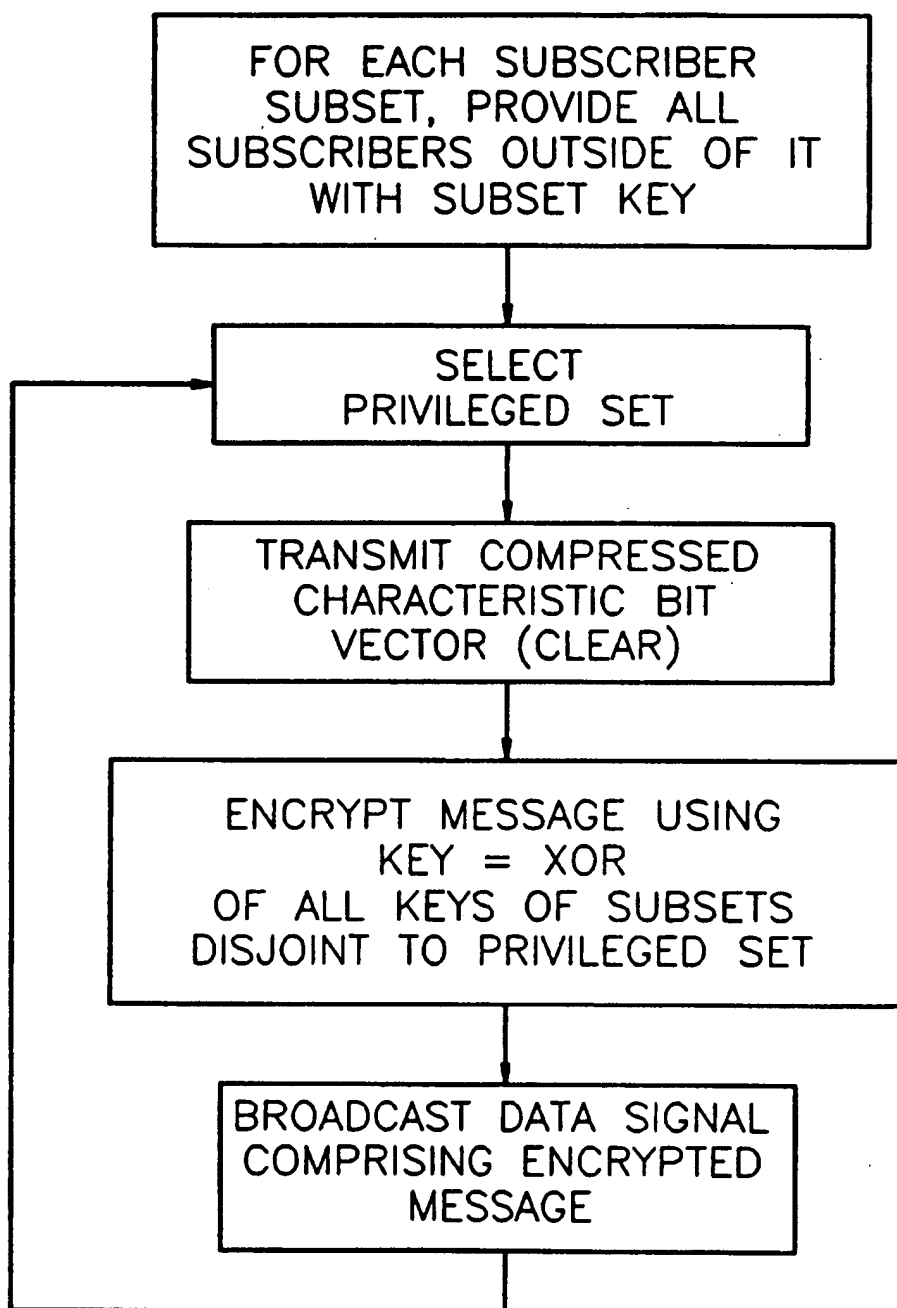 FOR EACH SUBSCRIBER
SUBSET, PROVIDE ALL
SUBSCRIBERS OUTSIDE OF IT
WITH SUBSET KEY
SELECT
PRIVILEGED SET
TRANSMIT COMPRESSED
CHARACTERISTIC BIT
VECTOR (CLEAR)
ENCRYPT MESSAGE USING
KEY = XOR
OF ALL KEYS OF SUBSETS
DISJOINT TO PRIVILEGED SET
BROADCAST DATA SIGNAL
COMPRISING ENCRYPTED
MESSAGE